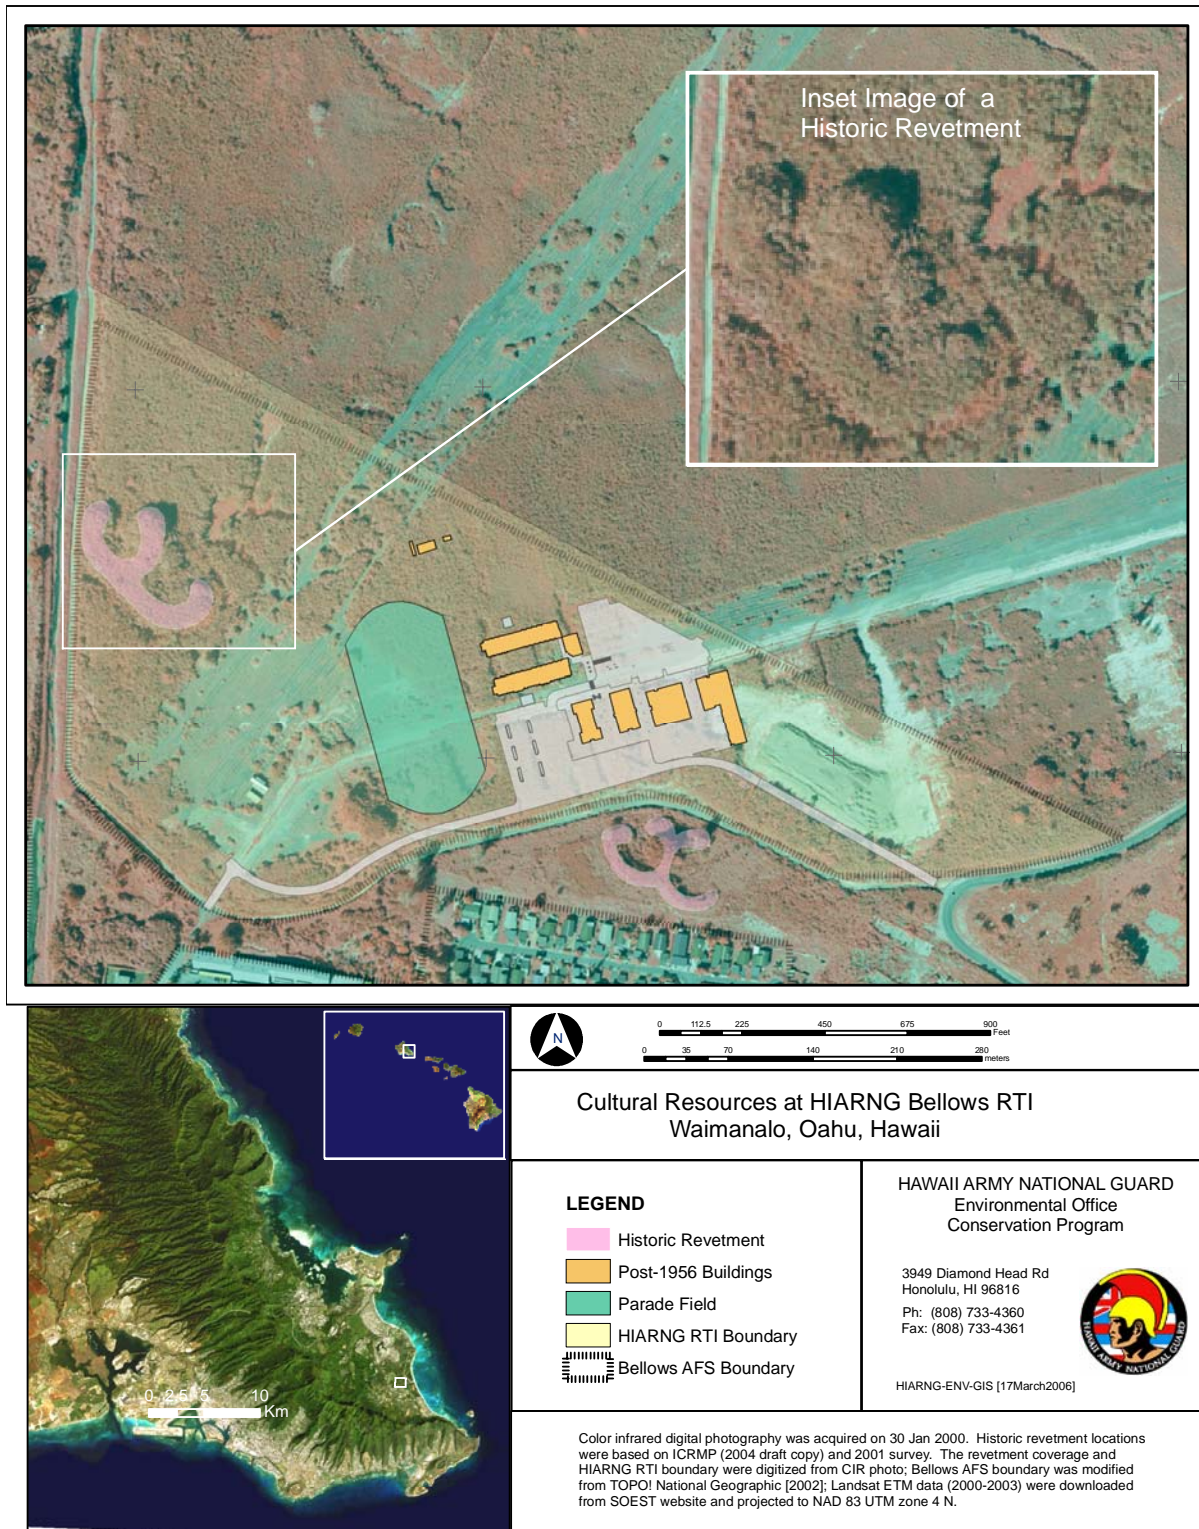 Inset Image of a
Historic Revetment
N
0 112.5 225 450 675 900
Feet
0 35 70 140 210 280
meters
Cultural Resources at HIARNG Bellows RTI
Waimanalo, Oahu, Hawaii
LEGEND
Historic Revetment
Post-1956 Buildings
Parade Field
HIARNG RTI Boundary
Bellows AFS Boundary
HAWAII ARMY NATIONAL GUARD
Environmental Office
Conservation Program
3949 Diamond Head Rd
Honolulu, HI 96816
Ph: (808) 733-4360
Fax: (808) 733-4361
HAWAII ARMY NATIONAL GUARD
HIARNG-ENV-GIS [17March2006]
0 2.5 5 10
Km
Color infrared digital photography was acquired on 30 Jan 2000. Historic revetment locations
were based on ICRMP (2004 draft copy) and 2001 survey. The revetment coverage and
HIARNG RTI boundary were digitized from CIR photo; Bellows AFS boundary was modified
from TOPO! National Geographic [2002]; Landsat ETM data (2000-2003) were downloaded
from SOEST website and projected to NAD 83 UTM zone 4 N.